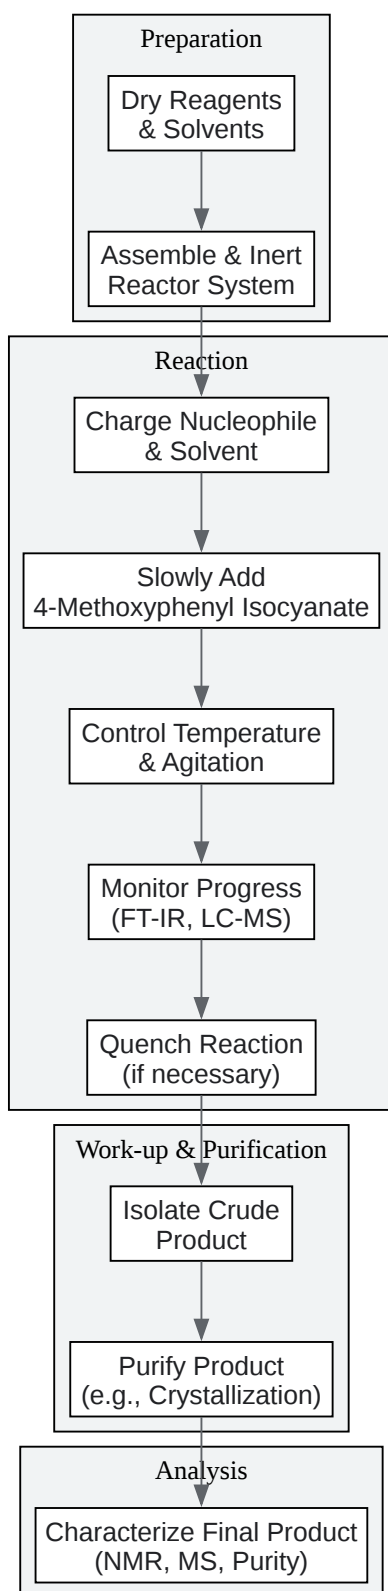 Preparation
Dry Reagents
& Solvents
Assemble & Inert
Reactor System
Reaction
Charge Nucleophile
& Solvent
Slowly Add
4-Methoxyphenyl Isocyanate
Control Temperature
& Agitation
Monitor Progress
(FT-IR, LC-MS)
Quench Reaction
(if necessary)
Work-up & Purification
Isolate Crude
Product
Purify Product
(e.g., Crystallization)
Analysis
Characterize Final Product
(NMR, MS, Purity)